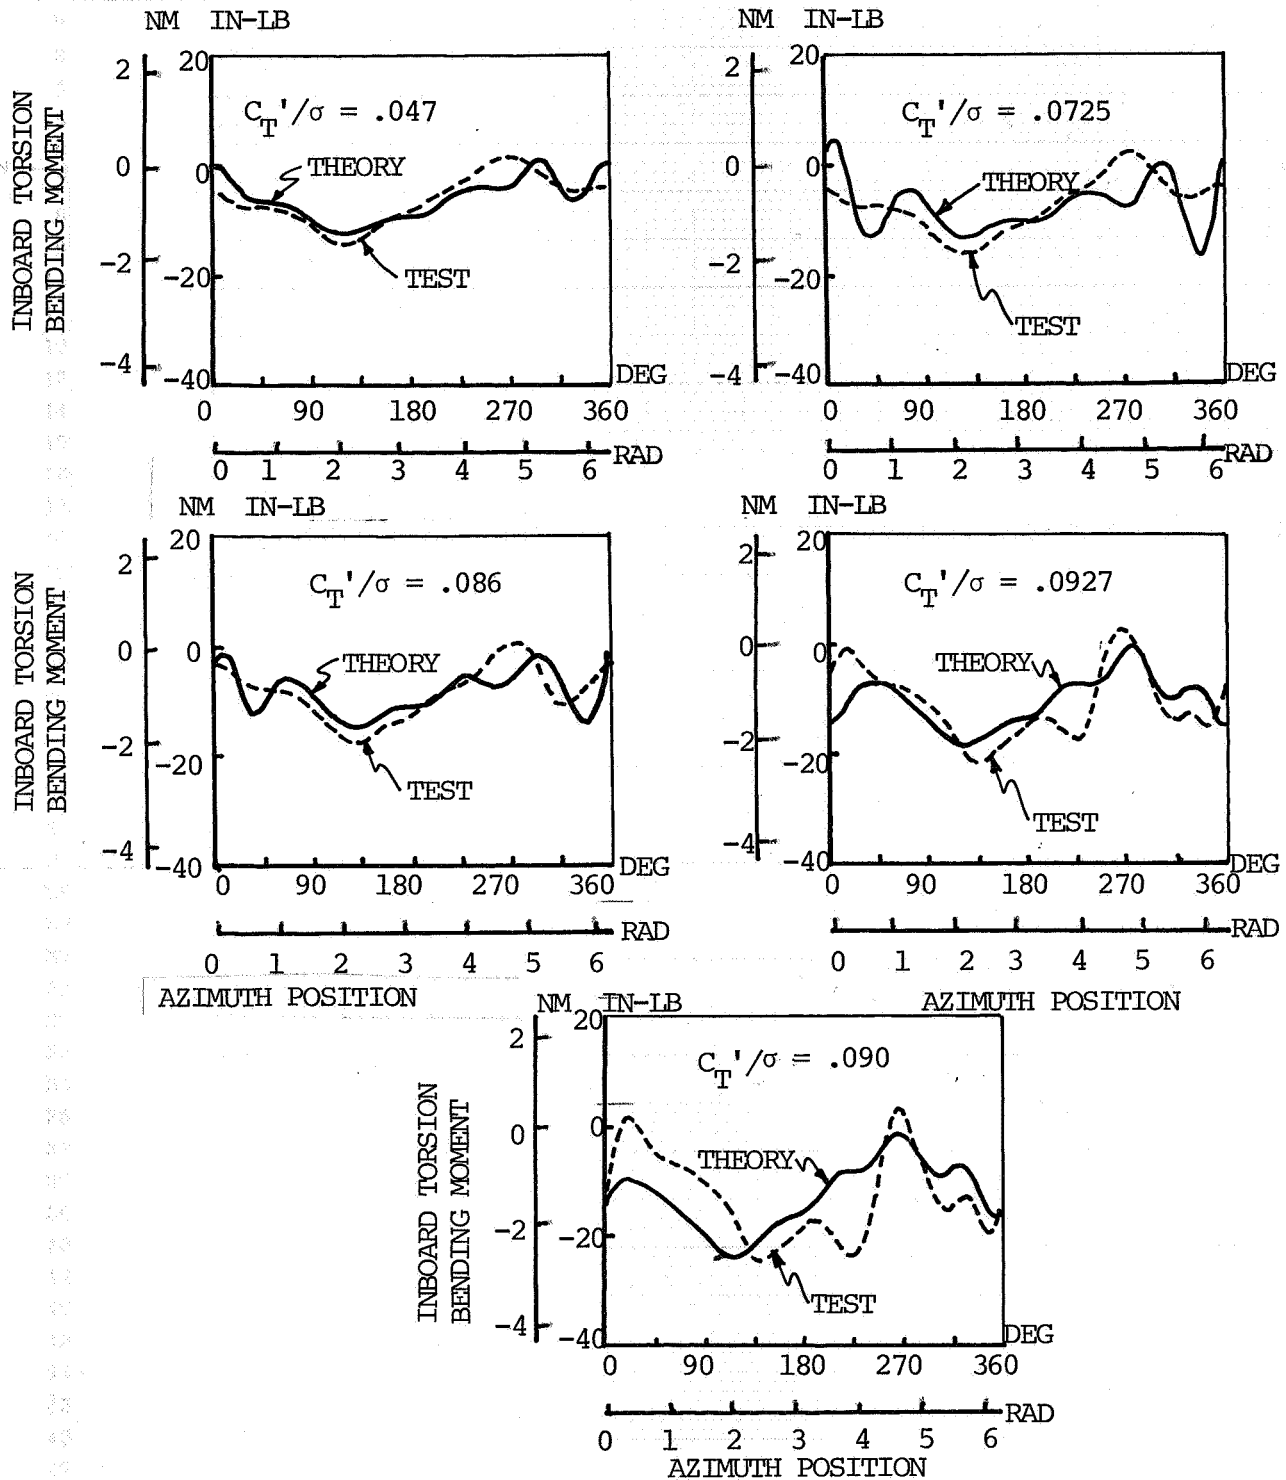 NM IN-LB
2
0
-2
-4
20
0
-20
-40
INBOARD TORSION
BENDING MOMENT
C_T'/σ = .047
THEORY
TEST
DEG
0 90 180 270 360
RAD
0 1 2 3 4 5 6
NM IN-LB
2
0
-2
-4
20
0
-20
-40
C_T'/σ = .0725
THEORY
TEST
DEG
0 90 180 270 360
RAD
0 1 2 3 4 5 6
NM IN-LB
2
0
-2
-4
20
0
-20
-40
INBOARD TORSION
BENDING MOMENT
C_T'/σ = .086
THEORY
TEST
DEG
0 90 180 270 360
RAD
0 1 2 3 4 5 6
AZIMUTH POSITION
NM IN-LB
2
0
-2
-4
20
0
-20
-40
C_T'/σ = .0927
THEORY
TEST
DEG
0 90 180 270 360
RAD
0 1 2 3 4 5 6
AZIMUTH POSITION
NM IN-LB
2
0
-2
-4
20
0
-20
-40
INBOARD TORSION
BENDING MOMENT
C_T'/σ = .090
THEORY
TEST
DEG
0 90 180 270 360
RAD
0 1 2 3 4 5 6
AZIMUTH POSITION